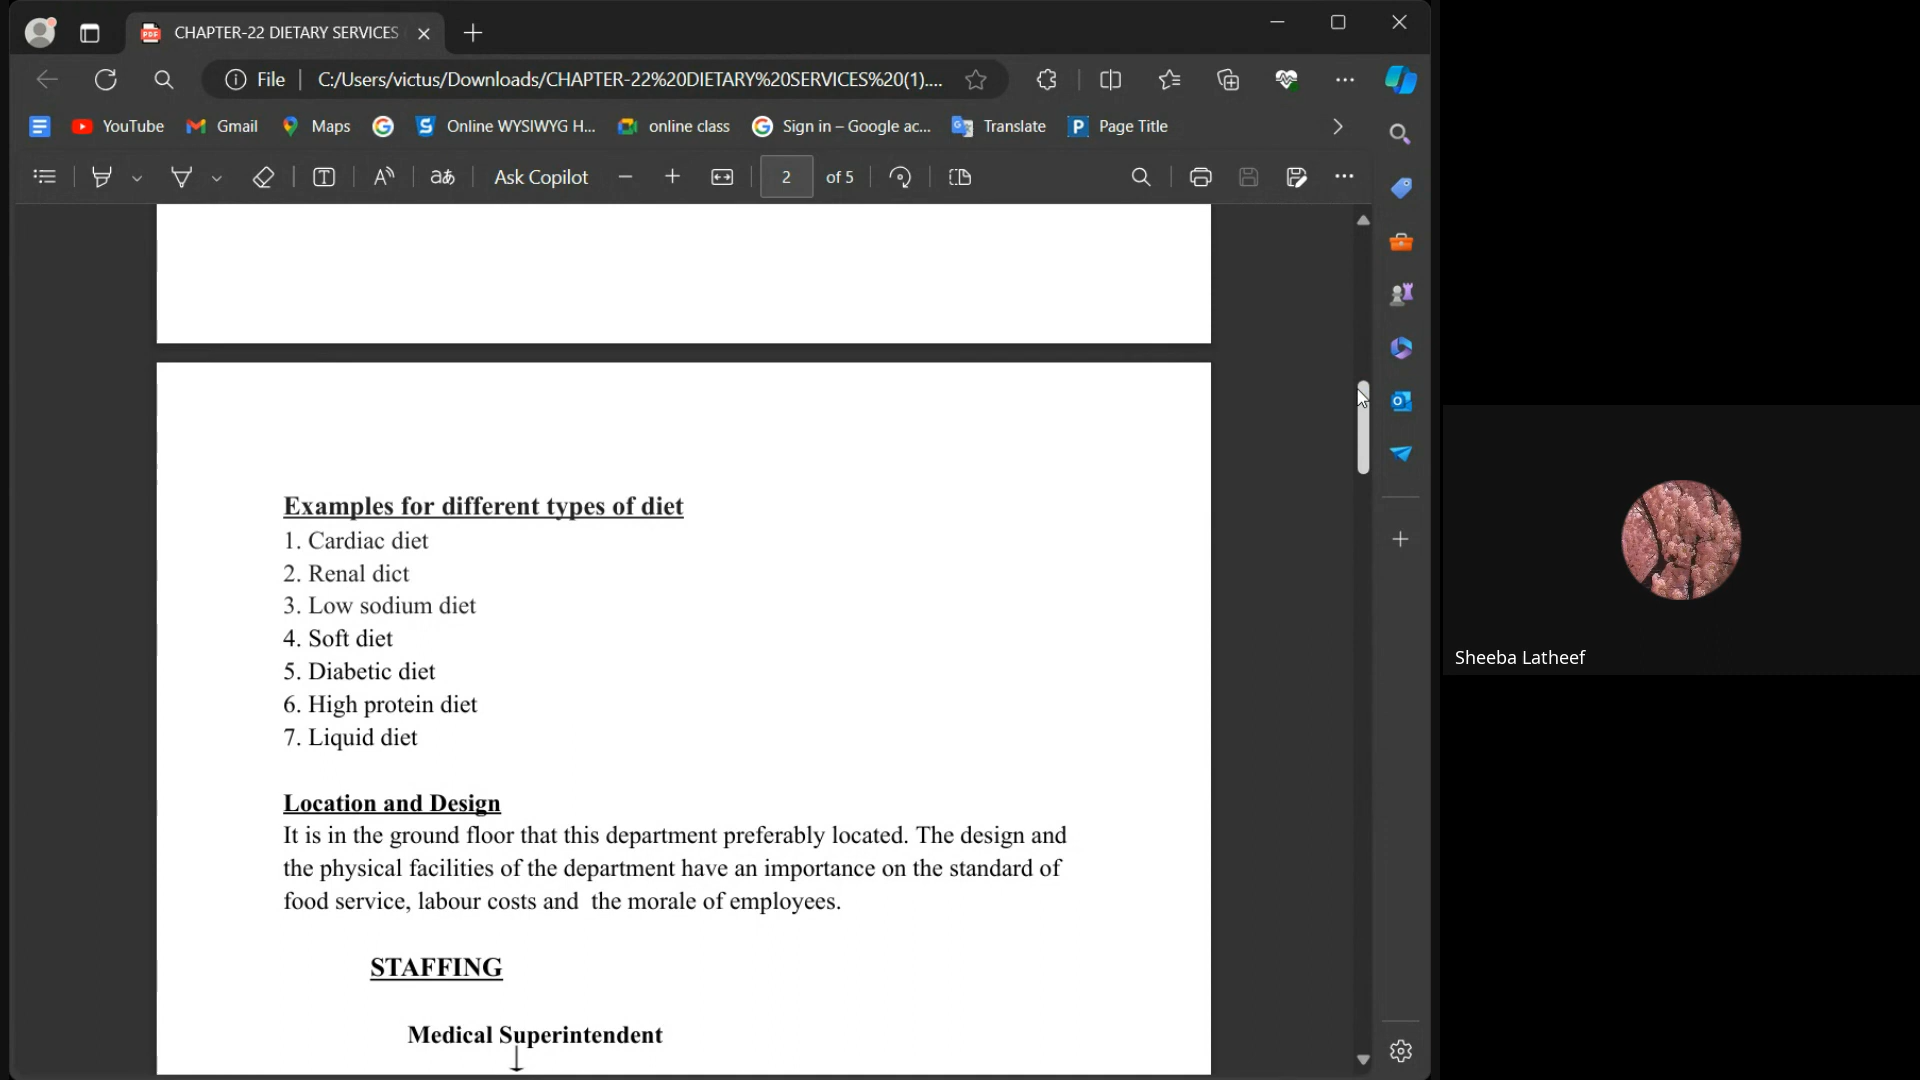 CHAPTER-22 DIETARY SERVICES
File
C:/Users/victus/Downloads/CHAPTER-22%20DIETARY%20SERVICES%20(1)....
YouTube
Gmail
Maps
Online WYSIWYG H...
online class
Sign in – Google ac...
Translate
Page Title
Ask Copilot
2 of 5
Examples for different types of diet
1. Cardiac diet
2. Renal dict
3. Low sodium diet
4. Soft diet
5. Diabetic diet
6. High protein diet
7. Liquid diet
Location and Design
It is in the ground floor that this department preferably located. The design and
the physical facilities of the department have an importance on the standard of
food service, labour costs and  the morale of employees.
STAFFING
Medical Superintendent
Sheeba Latheef